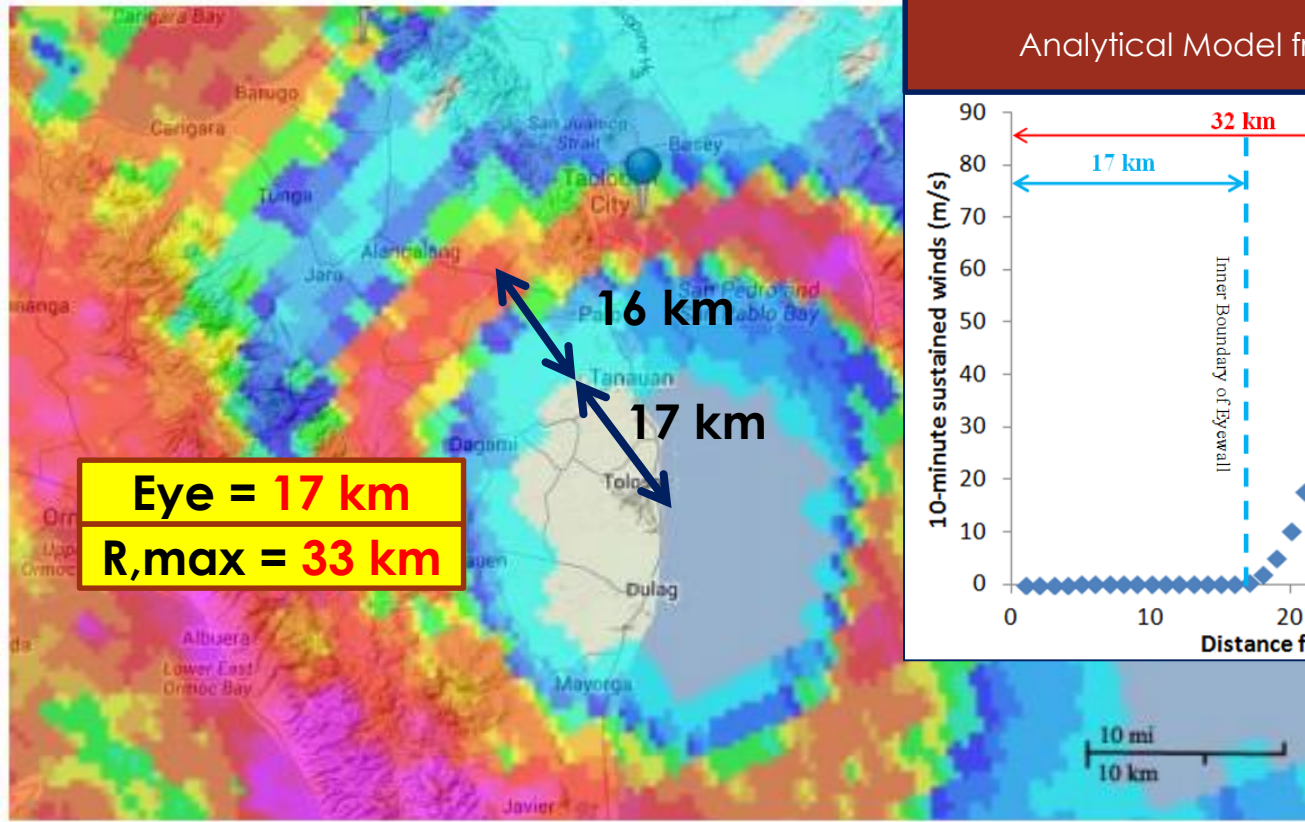 Carigara Bay
Barugo
Carigara
San Juanico
Strait
Basey
City
Tunga
Alangalang
Jaro
San Pedro and
San Pablo Bay
16 km
Tanauan
17 km
Dagami
Eye = 17 km
R,max = 33 km
Dulag
Albuera
Lower East
Ormoc Bay
Mayorga
Javier
10 mi
10 km
Analytical Model fr
90
80
70
60
50
40
30
20
10
0
10-minute sustained winds (m/s)
32 km
17 km
Inner Boundary of Eyewall
0
10
20
Distance f